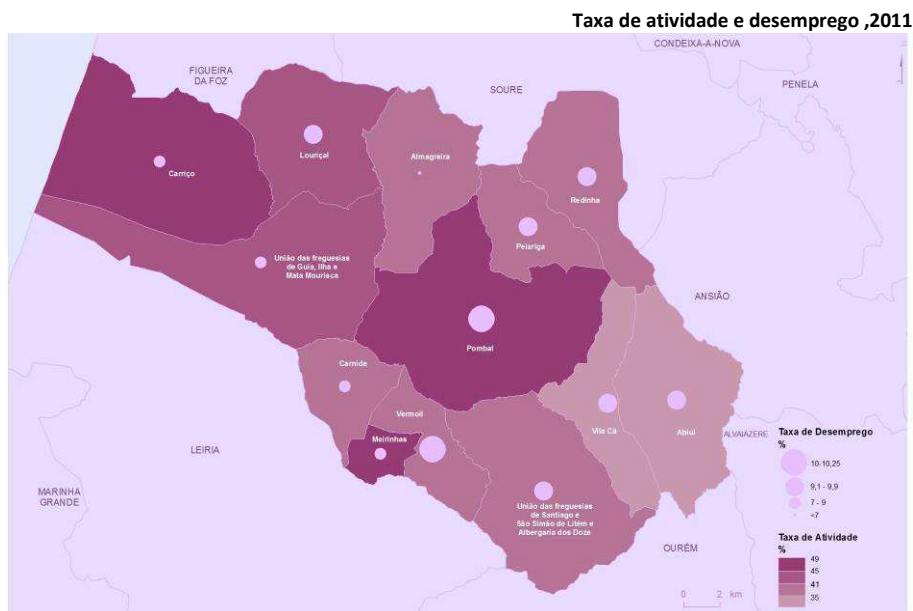 Taxa de atividade e desemprego ,2011
CONDEIXA-A-NOVA
FIGUEIRA
DA FOZ
SOURE
PENELA
Louriçal
Almagreira
Carriço
Redinha
Pelariga
União das freguesias
de Guia, Ilha e
Mata Mourisca
ANSIÃO
Pombal
Carnide
Vermoil
Meirinhas
Vila Cã
Abiul
ALVAIÁZERE
LEIRIA
MARINHA
GRANDE
União das freguesias
de Santiago e
São Simão de Litém e
Albergaria dos Doze
OURÉM
0 2 km
Taxa de Desemprego
%
10-10,25
9,1 - 9,9
7 - 9
<7
Taxa de Atividade
%
49
45
41
35